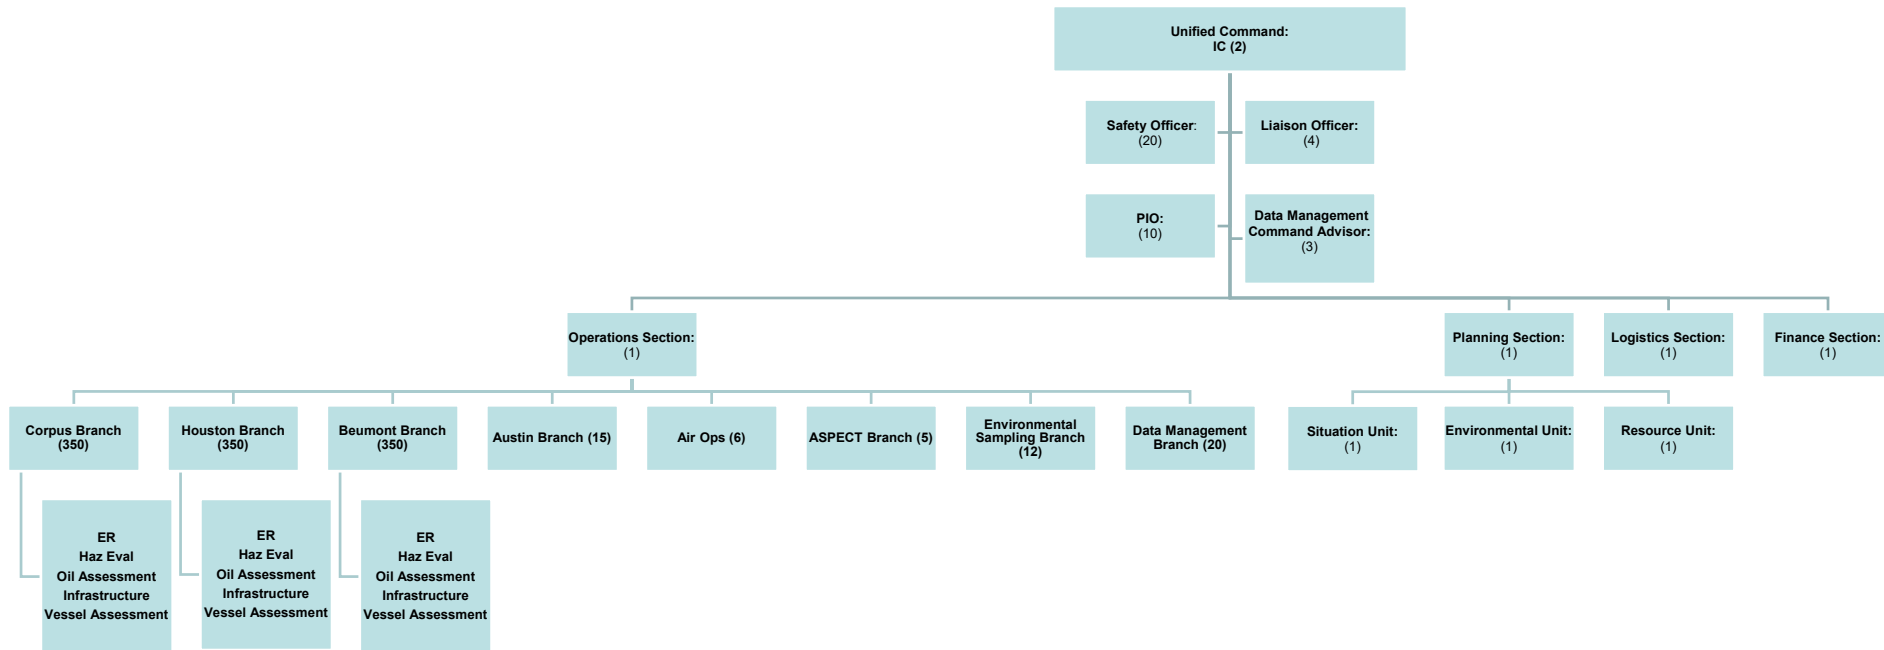 Unified Command:
IC (2)
Safety Officer:
(20)
Liaison Officer:
(4)
PIO:
(10)
Data Management
Command Advisor:
(3)
Operations Section:
(1)
Planning Section:
(1)
Logistics Section:
(1)
Finance Section:
(1)
Corpus Branch
(350)
Houston Branch
(350)
Beumont Branch
(350)
Austin Branch (15)
Air Ops (6)
ASPECT Branch (5)
Environmental
Sampling Branch
(12)
Data Management
Branch (20)
Situation Unit:
(1)
Environmental Unit:
(1)
Resource Unit:
(1)
ER
Haz Eval
Oil Assessment
Infrastructure
Vessel Assessment
ER
Haz Eval
Oil Assessment
Infrastructure
Vessel Assessment
ER
Haz Eval
Oil Assessment
Infrastructure
Vessel Assessment